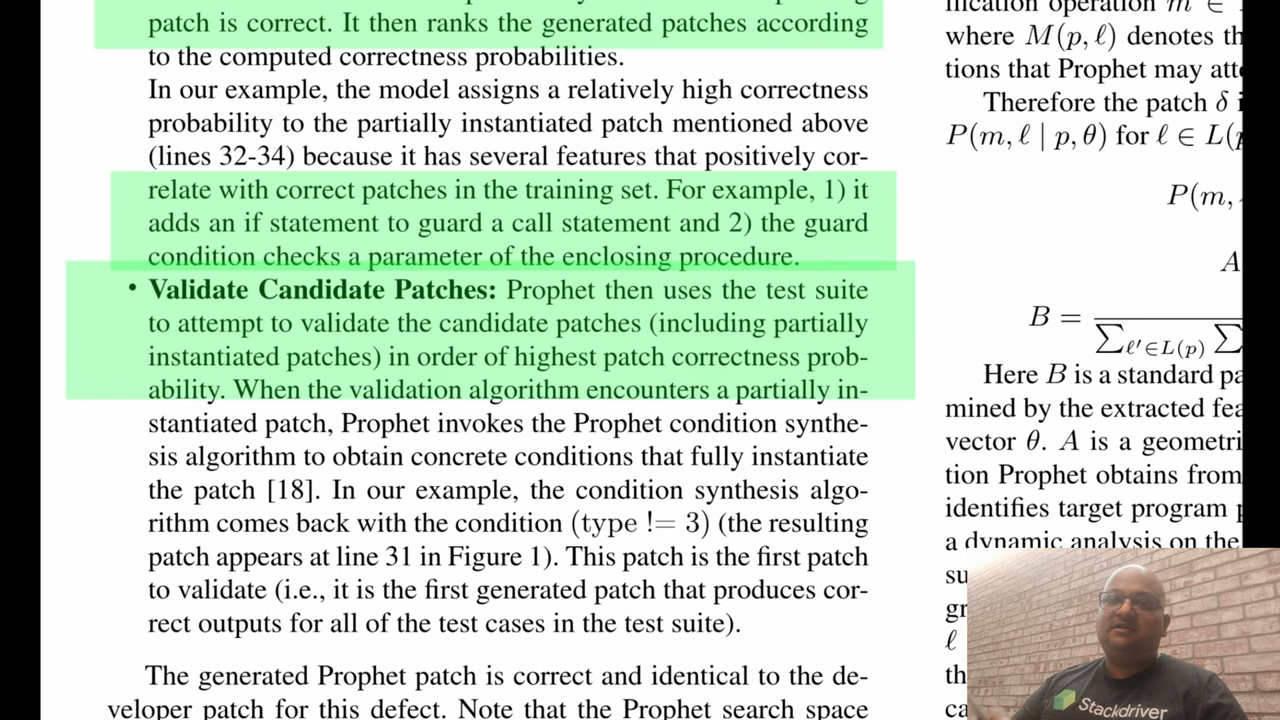 patch is correct. It then ranks the generated patches according
to the computed correctness probabilities.
In our example, the model assigns a relatively high correctness
probability to the partially instantiated patch mentioned above
(lines 32-34) because it has several features that positively cor-
relate with correct patches in the training set. For example, 1) it
adds an if statement to guard a call statement and 2) the guard
condition checks a parameter of the enclosing procedure.
• Validate Candidate Patches: Prophet then uses the test suite
to attempt to validate the candidate patches (including partially
instantiated patches) in order of highest patch correctness prob-
ability. When the validation algorithm encounters a partially in-
stantiated patch, Prophet invokes the Prophet condition synthe-
sis algorithm to obtain concrete conditions that fully instantiate
the patch [18]. In our example, the condition synthesis algo-
rithm comes back with the condition (type != 3) (the resulting
patch appears at line 31 in Figure 1). This patch is the first patch
to validate (i.e., it is the first generated patch that produces cor-
rect outputs for all of the test cases in the test suite).
The generated Prophet patch is correct and identical to the de-
veloper patch for this defect. Note that the Prophet search space
ification operation m ∈
where M(p, ℓ) denotes th
tions that Prophet may att
Therefore the patch δ i
P(m, ℓ | p, θ) for ℓ ∈ L(p
P(m,
A
B = ∑ℓ′∈L(p) ∑
Here B is a standard pa
mined by the extracted fea
vector θ. A is a geometri
tion Prophet obtains from
identifies target program p
a dynamic analysis on the
su
gr
ℓ
th
ca
Stackdriver